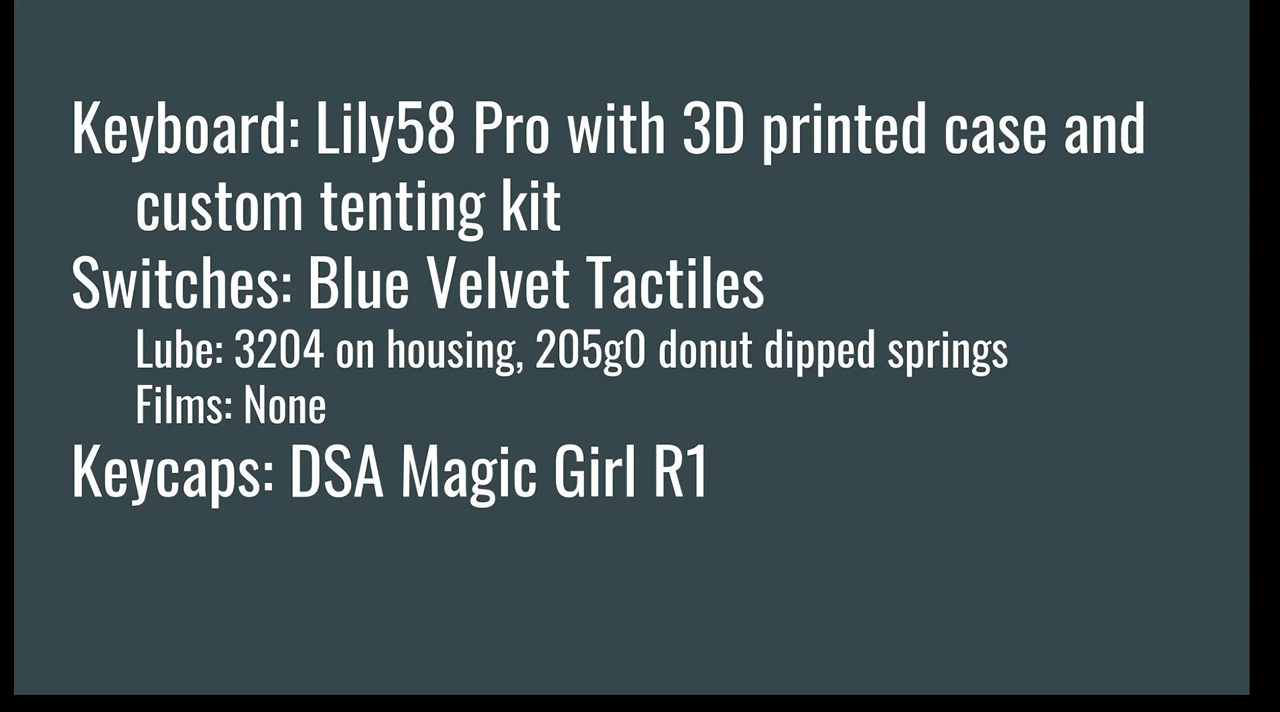 Keyboard: Lily58 Pro with 3D printed case and
custom tenting kit
Switches: Blue Velvet Tactiles
Lube: 3204 on housing, 205g0 donut dipped springs
Films: None
Keycaps: DSA Magic Girl R1